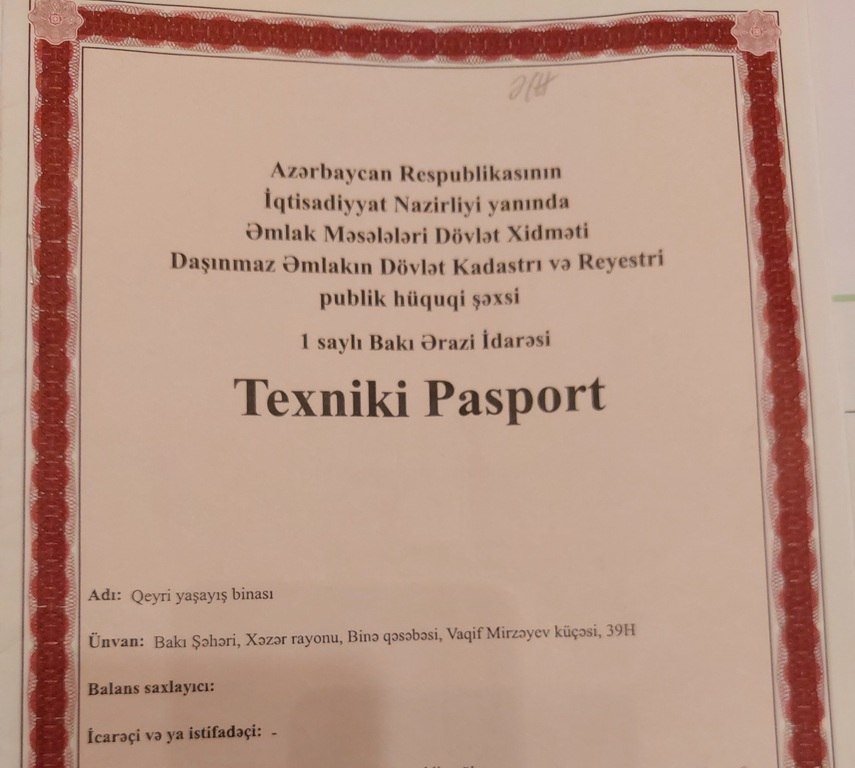 Azərbaycan Respublikasının
İqtisadiyyat Nazirliyi yanında
Əmlak Məsələləri Dövlət Xidməti
Daşınmaz Əmlakın Dövlət Kadastrı və Reyestri
publik hüquqi şəxsi
1 saylı Bakı Ərazi İdarəsi
Texniki Pasport
Adı: Qeyri yaşayış binası
Ünvan: Bakı Şəhəri, Xəzər rayonu, Binə qəsəbəsi, Vaqif Mirzəyev küçəsi, 39H
Balans saxlayıcı:
İcarəçi və ya istifadəçi: -